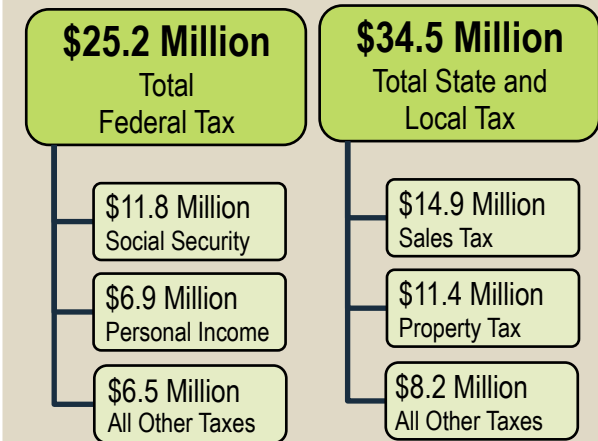 $25.2 Million
Total
Federal Tax
$11.8 Million
Social Security
$6.9 Million
Personal Income
$6.5 Million
All Other Taxes
$34.5 Million
Total State and
Local Tax
$14.9 Million
Sales Tax
$11.4 Million
Property Tax
$8.2 Million
All Other Taxes